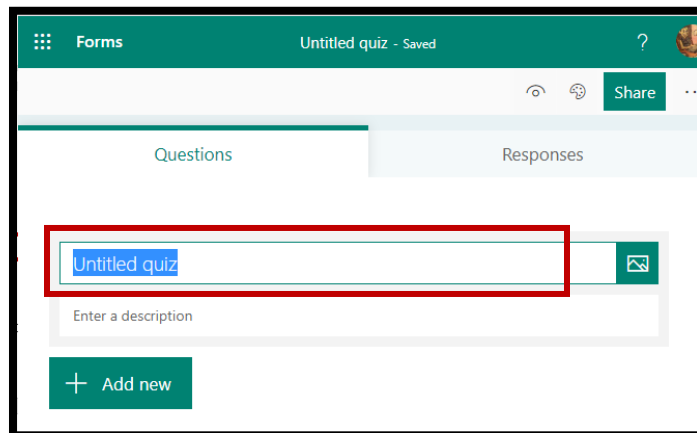 Forms
Untitled quiz - Saved
?
Share
Questions
Responses
Untitled quiz
Enter a description
+ Add new